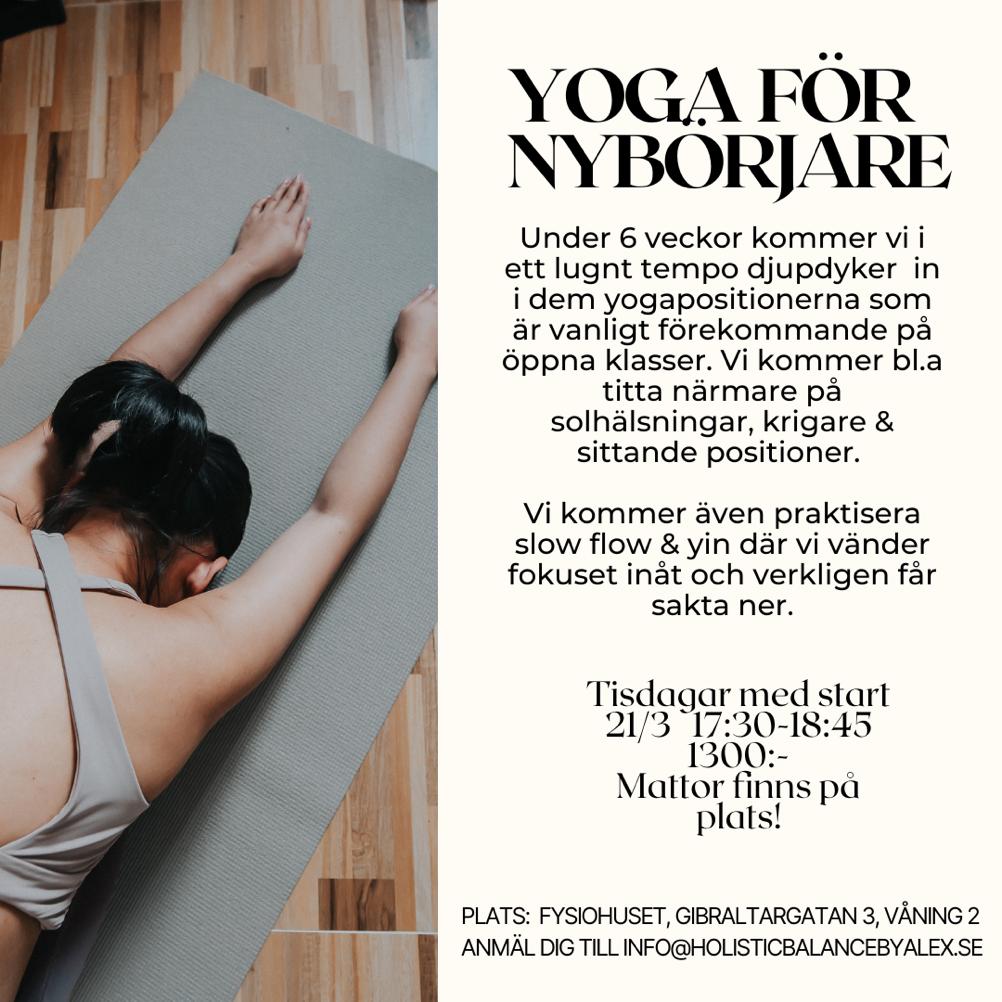 YOGA FÖR
NYBÖRJARE
Under 6 veckor kommer vi i
ett lugnt tempo djupdyker in
i dem yogapositionerna som
är vanligt förekommande på
öppna klasser. Vi kommer bl.a
titta närmare på
solhälsningar, krigare &
sittande positioner.
Vi kommer även praktisera
slow flow & yin där vi vänder
fokuset inåt och verkligen får
sakta ner.
Tisdagar med start
21/3 17:30-18:45
1300:-
Mattor finns på
plats!
PLATS: FYSIOHUSET, GIBRALTARGATAN 3, VÅNING 2
ANMÄL DIG TILL INFO@HOLISTICBALANCEBYALEX.SE